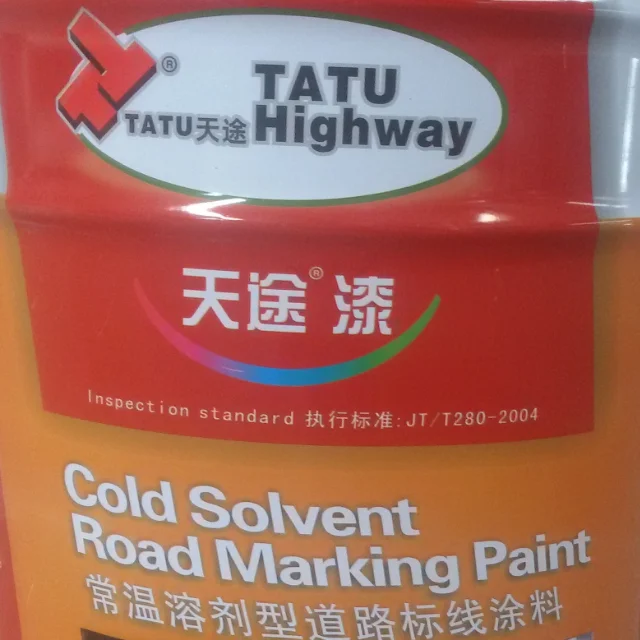 ®
TATU天途
TATU
Highway
天途®漆
Inspection standard 执行标准:JT/T280-2004
Cold Solvent
Road Marking Paint
常温溶剂型道路标线涂料